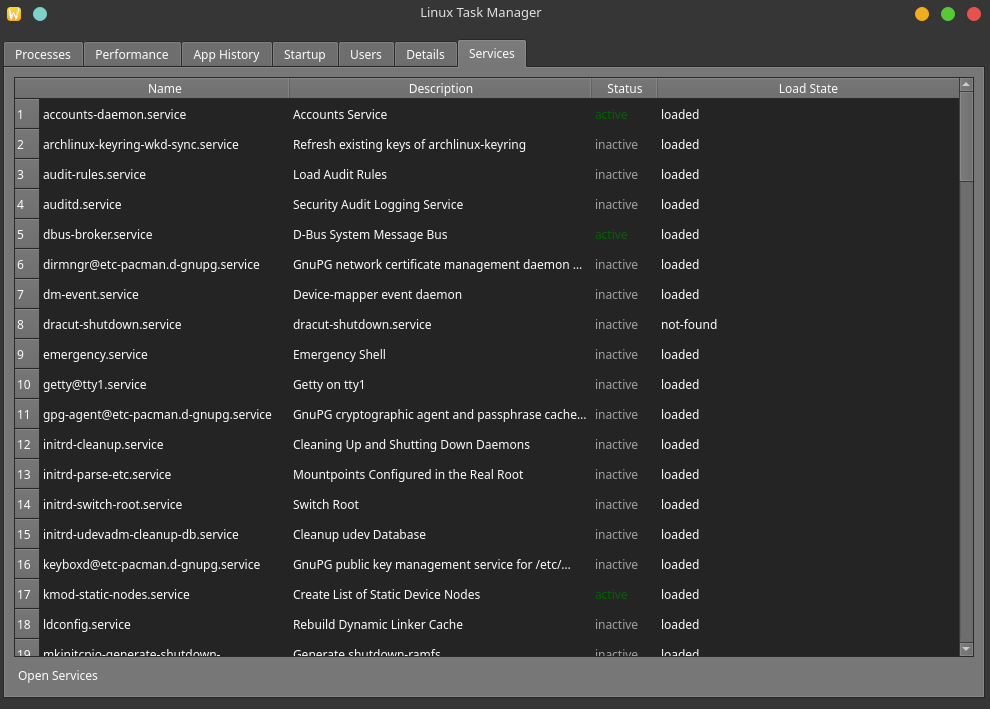 Linux Task Manager
Processes Performance App History Startup Users Details Services
Name Description Status Load State
1 accounts-daemon.service Accounts Service active loaded
2 archlinux-keyring-wkd-sync.service Refresh existing keys of archlinux-keyring inactive loaded
3 audit-rules.service Load Audit Rules inactive loaded
4 auditd.service Security Audit Logging Service inactive loaded
5 dbus-broker.service D-Bus System Message Bus active loaded
6 dirmngr@etc-pacman.d-gnupg.service GnuPG network certificate management daemon ... inactive loaded
7 dm-event.service Device-mapper event daemon inactive loaded
8 dracut-shutdown.service dracut-shutdown.service inactive not-found
9 emergency.service Emergency Shell inactive loaded
10 getty@tty1.service Getty on tty1 inactive loaded
11 gpg-agent@etc-pacman.d-gnupg.service GnuPG cryptographic agent and passphrase cache... inactive loaded
12 initrd-cleanup.service Cleaning Up and Shutting Down Daemons inactive loaded
13 initrd-parse-etc.service Mountpoints Configured in the Real Root inactive loaded
14 initrd-switch-root.service Switch Root inactive loaded
15 initrd-udevadm-cleanup-db.service Cleanup udev Database inactive loaded
16 keyboxd@etc-pacman.d-gnupg.service GnuPG public key management service for /etc/... inactive loaded
17 kmod-static-nodes.service Create List of Static Device Nodes active loaded
18 ldconfig.service Rebuild Dynamic Linker Cache inactive loaded
19 mkinitcpio-generate-shutdown- Generate shutdown-ramfs inactive loaded
Open Services